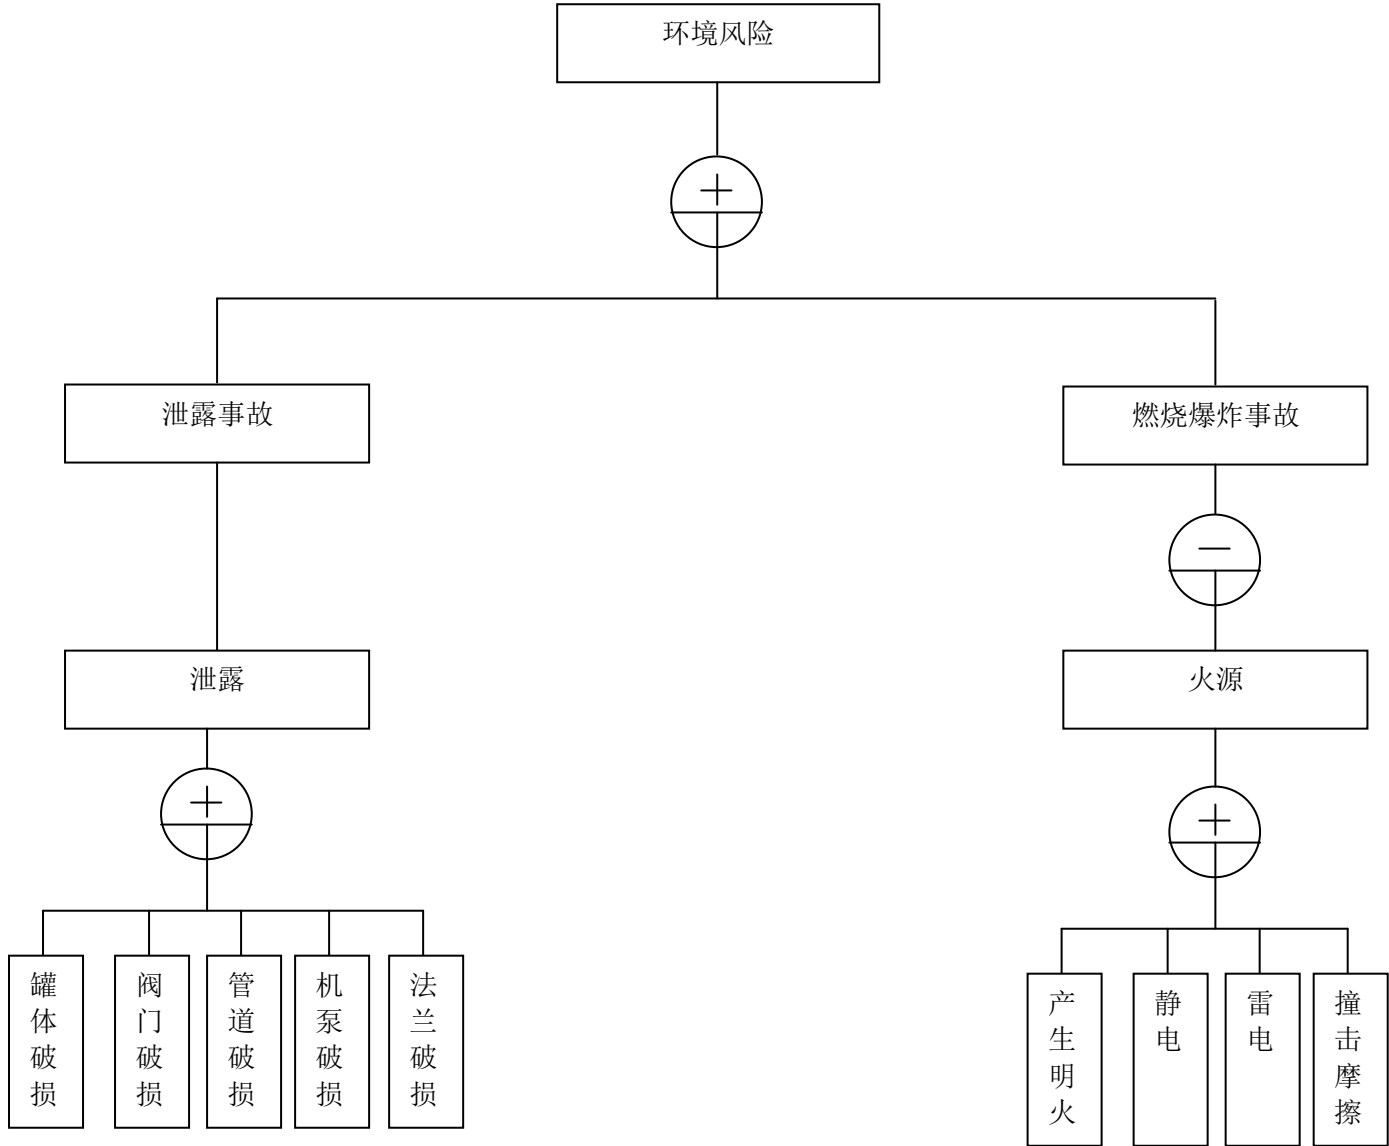 环境风险
+
泄露事故
燃烧爆炸事故
—
泄露
火源
+
+
罐体破损
阀门破损
管道破损
机泵破损
法兰破损
产生明火
静电
雷电
撞击摩擦